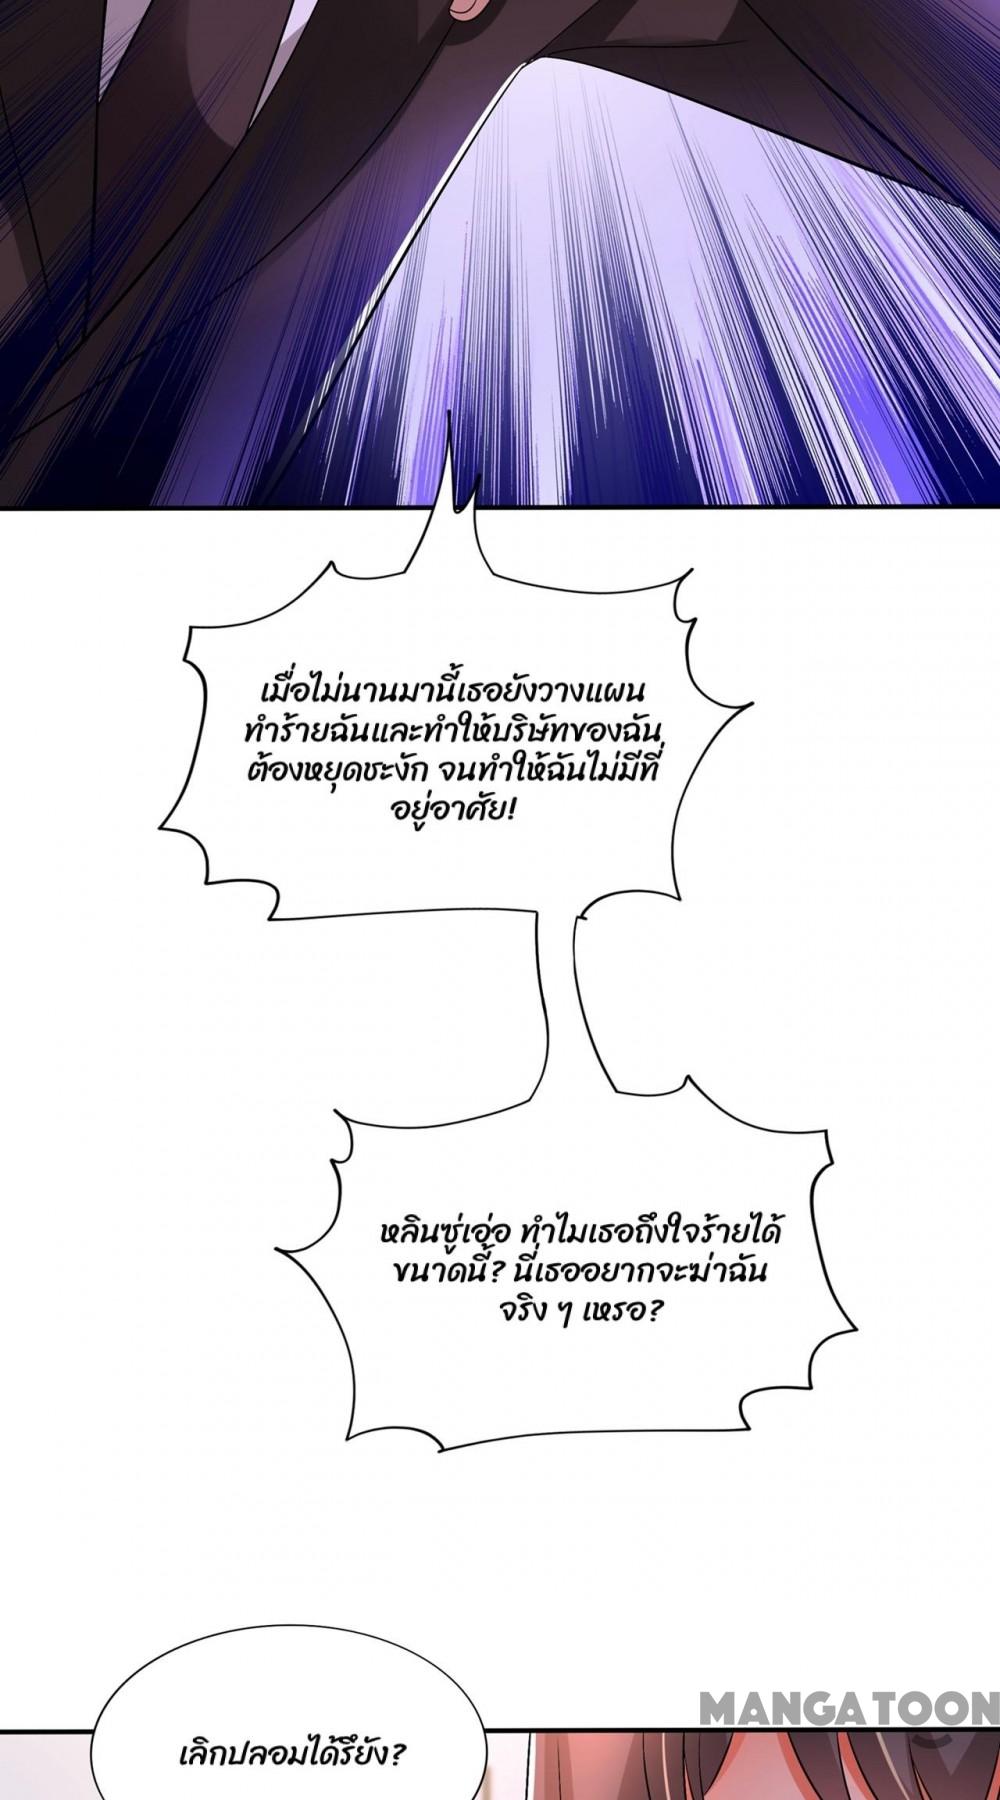 เมื่อไม่นานมานี้เธอยังวางแผน
ทำร้ายฉันและทำให้บริษัทของฉัน
ต้องหยุดชะงัก จนทำให้ฉันไม่มีที่
อยู่อาศัย!
หลินซู่เอ่อ ทำไมเธอถึงใจร้ายได้
ขนาดนี้? นี่เธออยากจะฆ่าฉัน
จริง ๆ เหรอ?
MANGATOON
เลิกปลอมได้รึยัง?